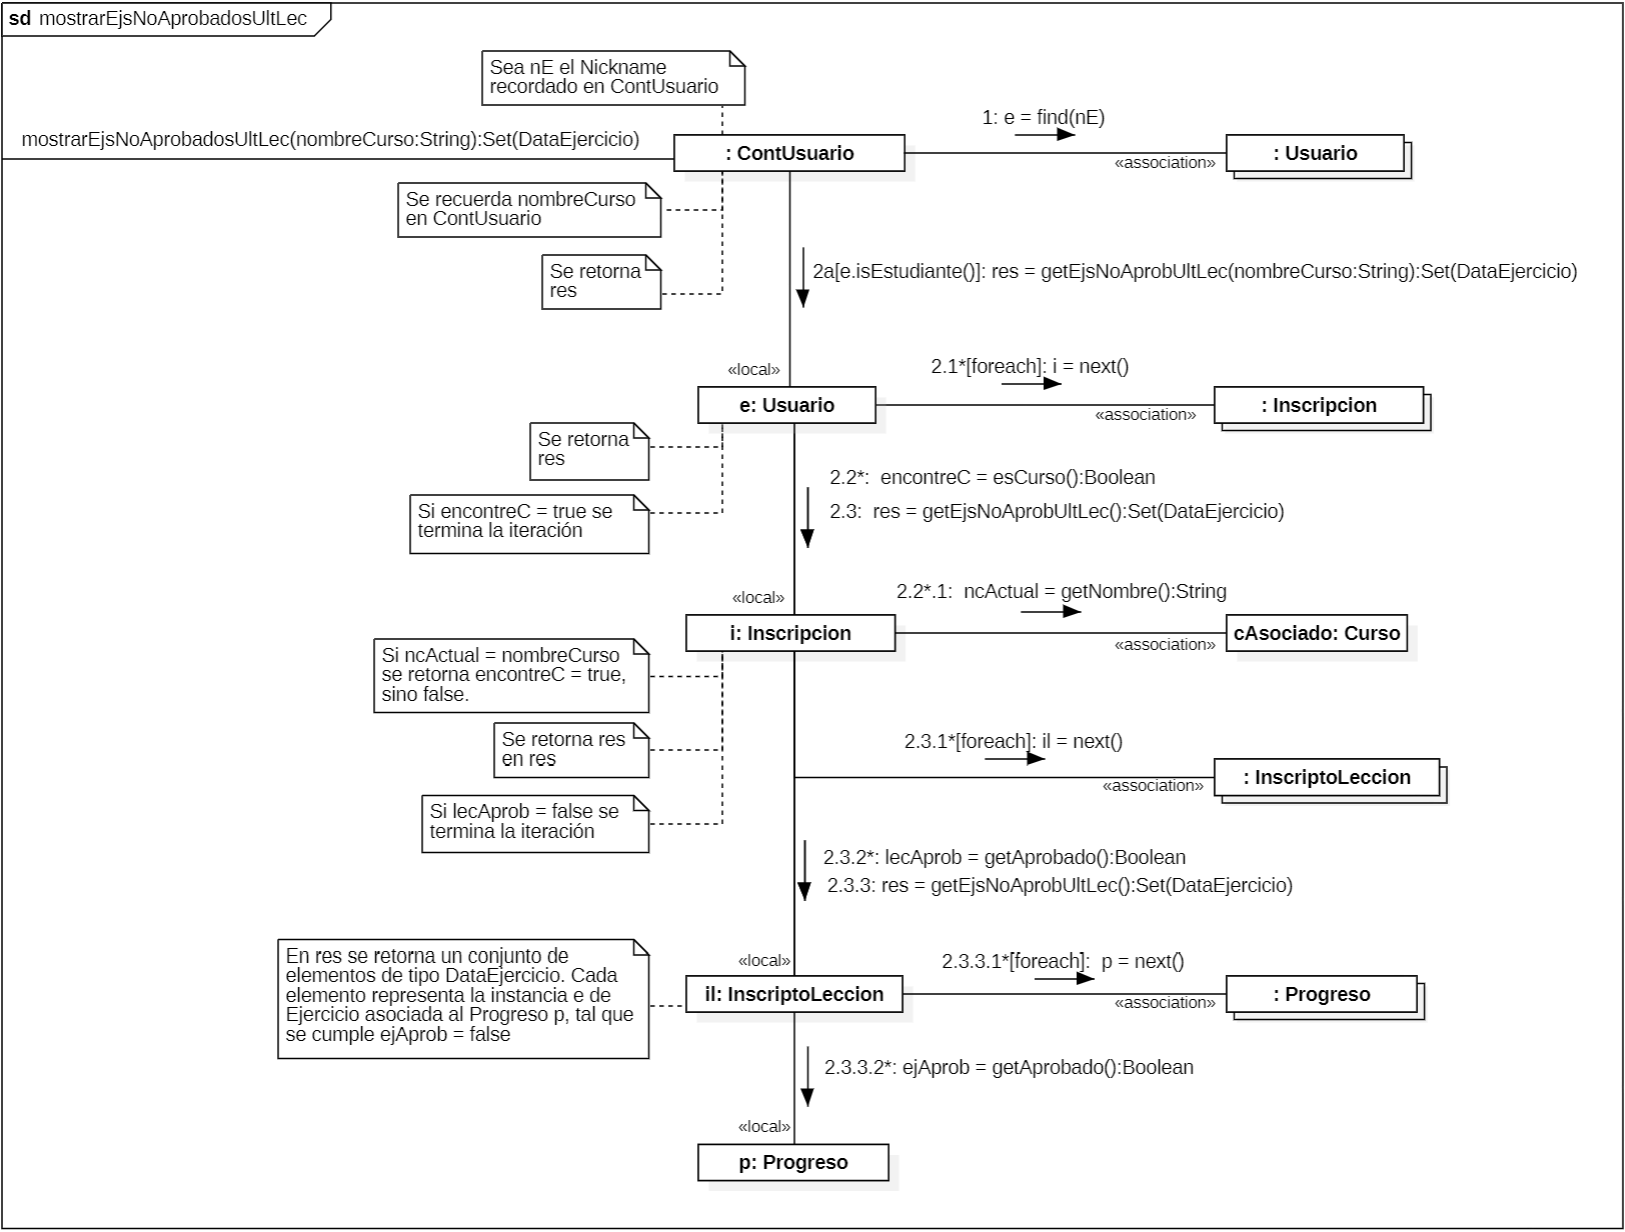 sd mostrarEjsNoAprobadosUltLec
Sea nE el Nickname
recordado en ContUsuario
1: e = find(nE)
mostrarEjsNoAprobadosUltLec(nombreCurso:String):Set(DataEjercicio)
: ContUsuario
«association»
: Usuario
Se recuerda nombreCurso
en ContUsuario
Se retorna
res
2a[e.isEstudiante()]: res = getEjsNoAprobUltLec(nombreCurso:String):Set(DataEjercicio)
«local»
2.1*[foreach]: i = next()
e: Usuario
«association»
: Inscripcion
Se retorna
res
Si encontreC = true se
termina la iteración
2.2*:  encontreC = esCurso():Boolean
2.3:  res = getEjsNoAprobUltLec():Set(DataEjercicio)
«local»
2.2*.1:  ncActual = getNombre():String
i: Inscripcion
«association»
cAsociado: Curso
Si ncActual = nombreCurso
se retorna encontreC = true,
sino false.
Se retorna res
en res
Si lecAprob = false se
termina la iteración
2.3.1*[foreach]: il = next()
«association»
: InscriptoLeccion
2.3.2*: lecAprob = getAprobado():Boolean
2.3.3: res = getEjsNoAprobUltLec():Set(DataEjercicio)
En res se retorna un conjunto de
elementos de tipo DataEjercicio. Cada
elemento representa la instancia e de
Ejercicio asociada al Progreso p, tal que
se cumple ejAprob = false
«local»
2.3.3.1*[foreach]:  p = next()
il: InscriptoLeccion
«association»
: Progreso
2.3.3.2*: ejAprob = getAprobado():Boolean
«local»
p: Progreso